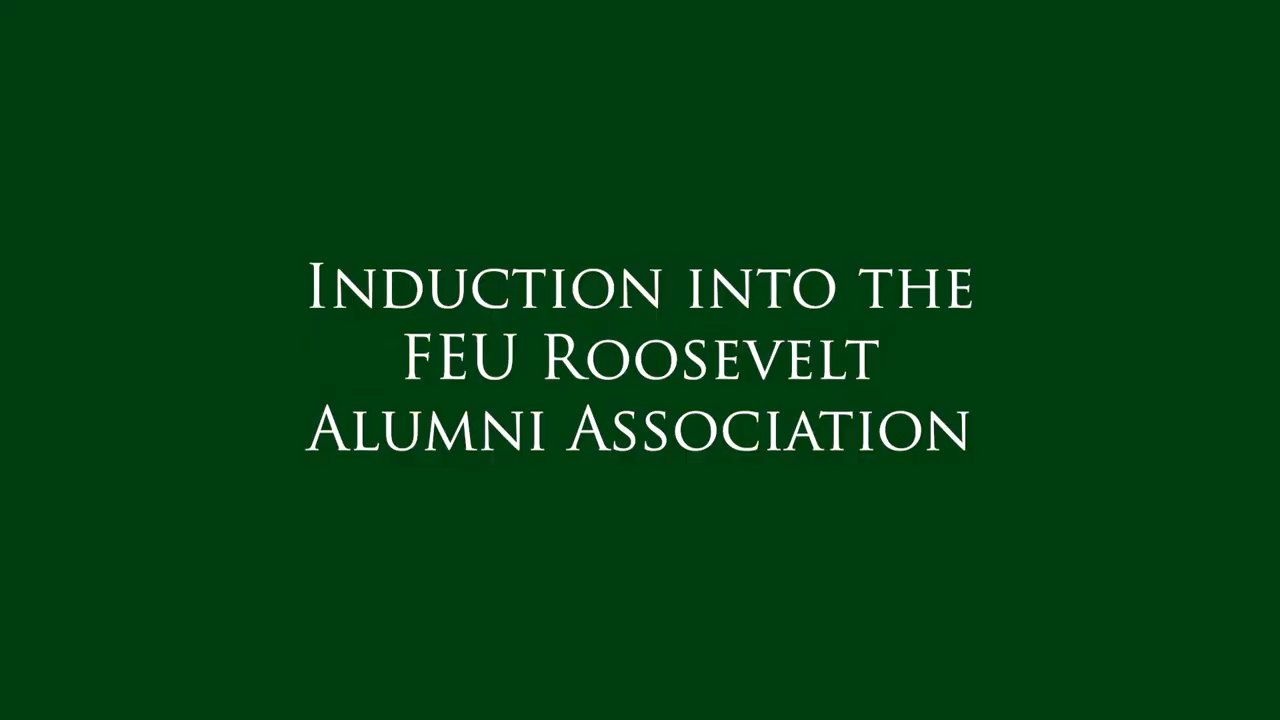 Induction into the
FEU Roosevelt
Alumni Association